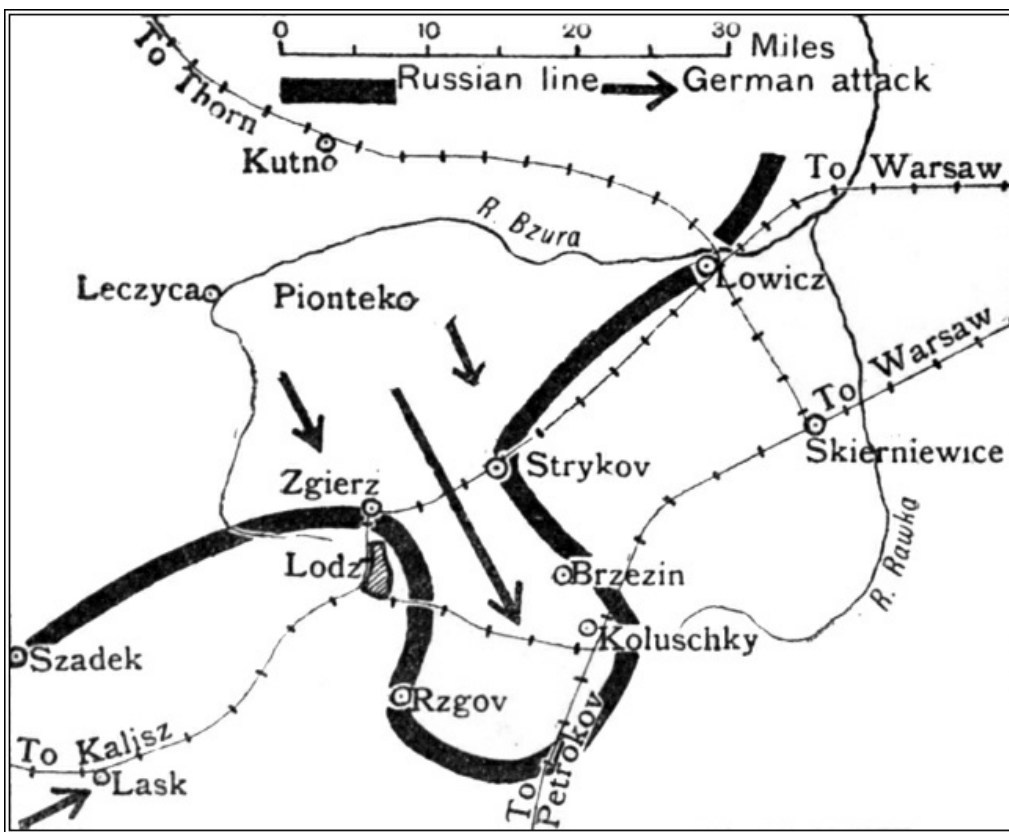 0 10 20 30 Miles
Russian line German attack
To Thorn
Kutno
To Warsaw
R. Bzura
Lowicz
Leczyca
Pionteko
To Warsaw
Skierniewice
Strykov
Zgierz
Lodz
Brzezin
R. Rawka
Koluschky
Szadek
Rzgov
To Kalisz
Lask
To Petrokov